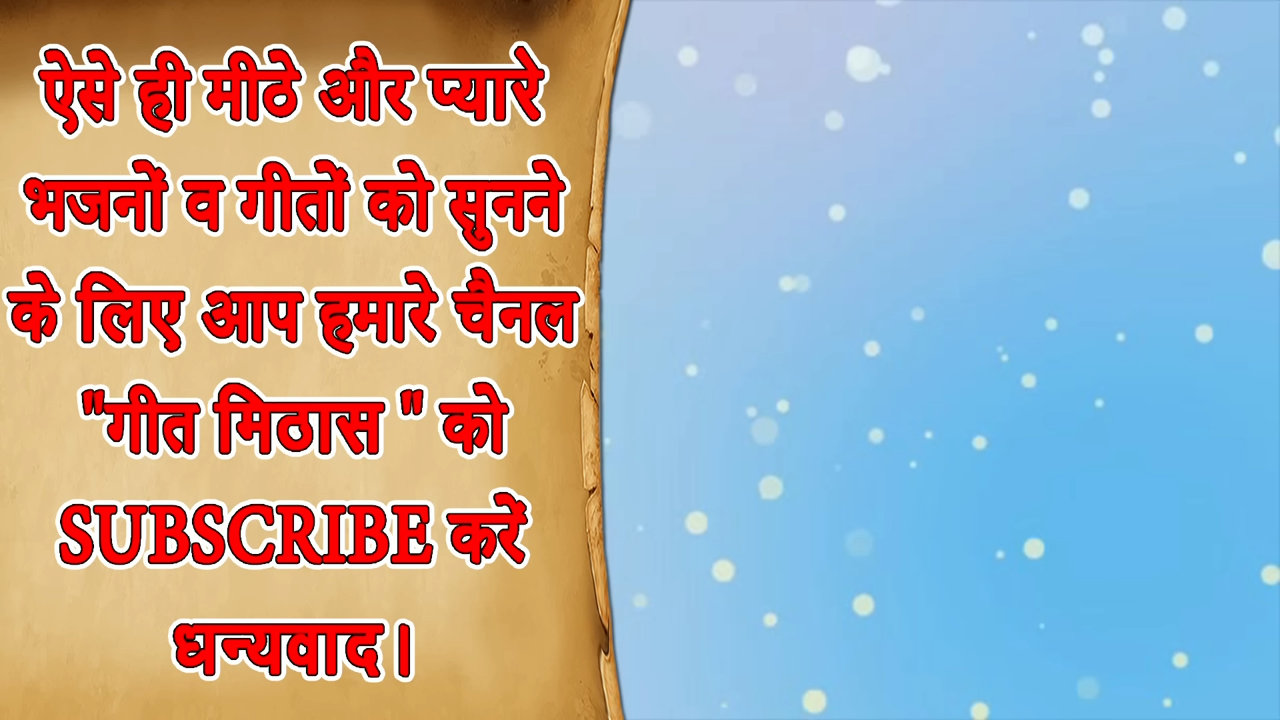 ऐसे ही मीठे और प्यारे
भजनों व गीतों को सुनने
के लिए आप हमारे चैनल
"गीत मिठास " को
SUBSCRIBE करें
धन्यवाद।